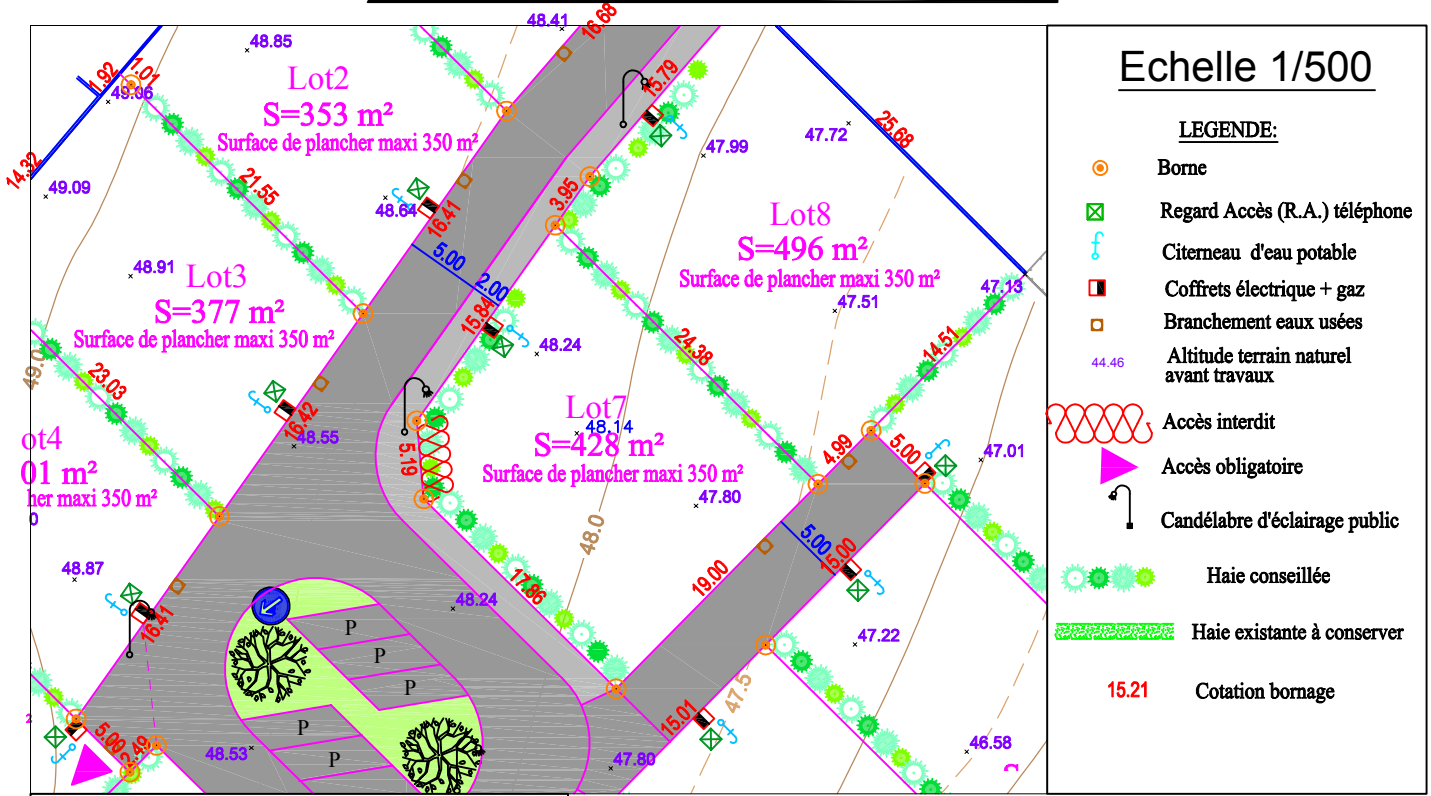 48.41
16.68
48.85
1.92
1.01
49.06
Lot2
S=353 m²
Surface de plancher maxi 350 m²
15.79
47.99
47.72
25.68
14.32
49.09
21.55
48.64
16.41
3.95
Lot8
S=496 m²
Surface de plancher maxi 350 m²
5.00
2.00
48.91
Lot3
S=377 m²
Surface de plancher maxi 350 m²
15.84
47.51
47.13
48.24
24.38
14.51
49.0
23.03
16.42
48.55
Lot7
48.14
S=428 m²
Surface de plancher maxi 350 m²
5.19
ot4
01 m²
her maxi 350 m²
0
4.99
5.00
47.01
47.80
48.0
5.00
15.00
19.00
48.87
16.41
17.86
48.24
47.22
P
P
P
P
P
P
47.5
15.01
2
5.00
48.53
47.80
46.58
Echelle 1/500
LEGENDE:
Borne
Regard Accès (R.A.) téléphone
Citerneau d'eau potable
Coffrets électrique + gaz
Branchement eaux usées
44.46
Altitude terrain naturel
avant travaux
Accès interdit
Accès obligatoire
Candélabre d'éclairage public
Haie conseillée
Haie existante à conserver
15.21
Cotation bornage